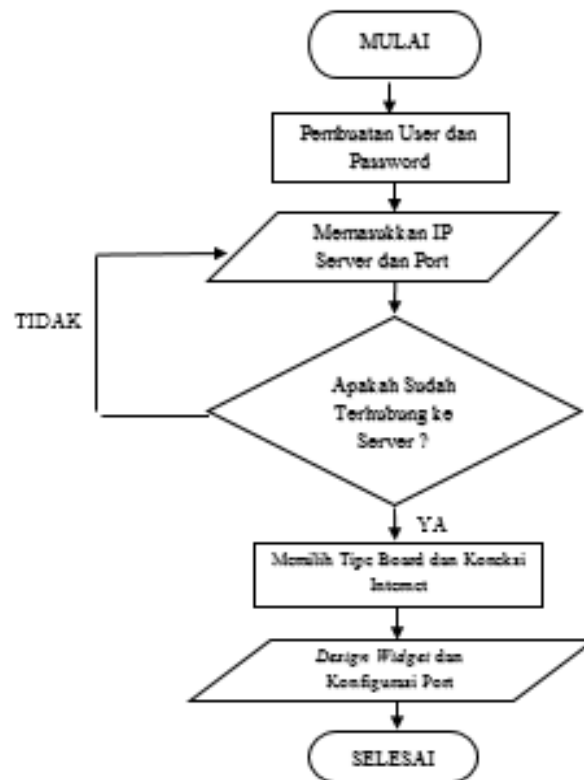 MULAI
Pembuatan User dan
Password
Memasukkan IP
Server dan Port
TIDAK
Apakah Sudah
Terhubung ke
Server ?
YA
Memilih Tipe Board dan Koneksi
Internet
Design Widget dan
Konfigurasi Port
SELESAI